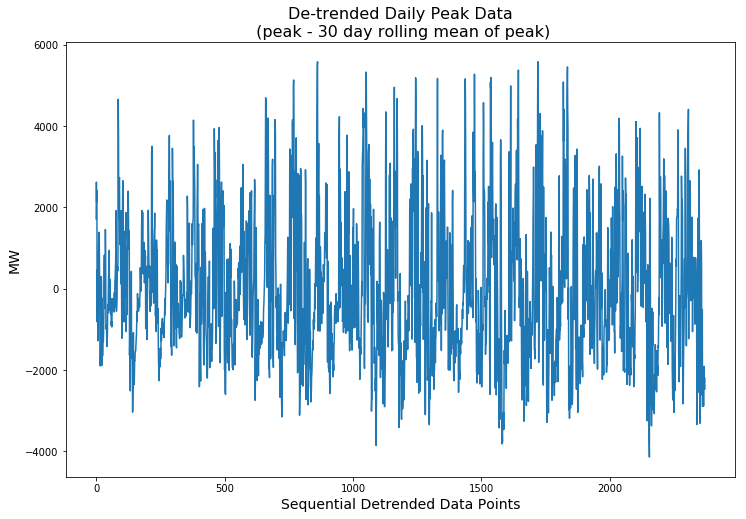 De-trended Daily Peak Data
(peak - 30 day rolling mean of peak)
6000
4000
2000
0
−2000
−4000
MW
0 500 1000 1500 2000
Sequential Detrended Data Points